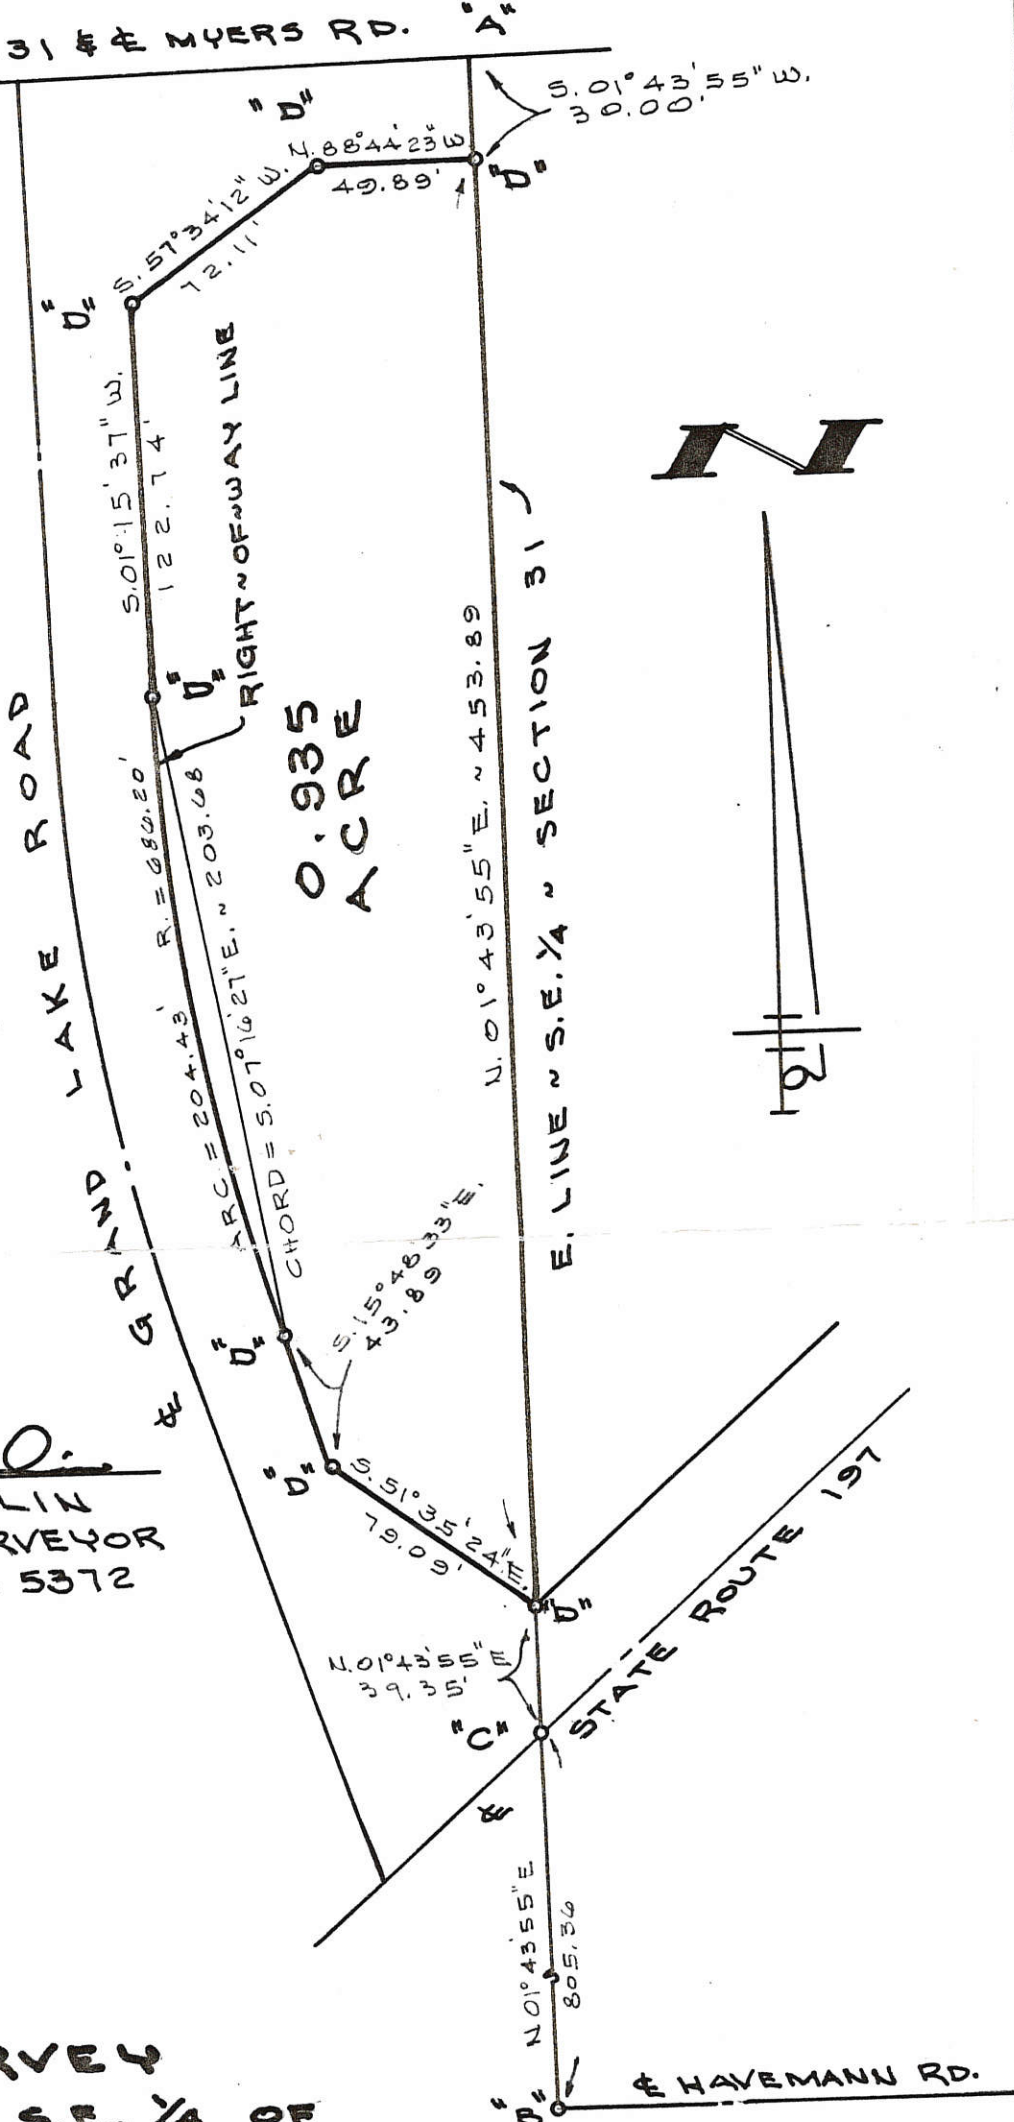 31 & ℄ MYERS RD.
"A"
S. 01° 43' 55" W.
30.00'
"D"
N. 88° 44' 23" W
49.89'
"D"
S. 57° 34' 12" W.
72.11'
"D"
S. 01° 15' 37" W.
122.74'
RIGHT~OF~WAY LINE
"D"
0.935
ACRE
N. 01° 43' 55" E. ~ 453.89
E. LINE ~ S.E. ¼ ~ SECTION 31
N
℄ GRAND LAKE ROAD
ARC = 204.43' R. = 686.20'
CHORD = S. 07° 16' 27" E. ~ 203.68
S. 15° 48' 33" E.
43.89
"D"
"D"
S. 51° 35' 24" E.
79.09'
"D"
LIN
RVEYOR
5372
N. 01° 43' 55" E
39.35'
"C"
℄ STATE ROUTE 197
N. 01° 43' 55" E
805.36
℄ HAVEMANN RD.
"B"
RVEY
S.E. ¼ OF